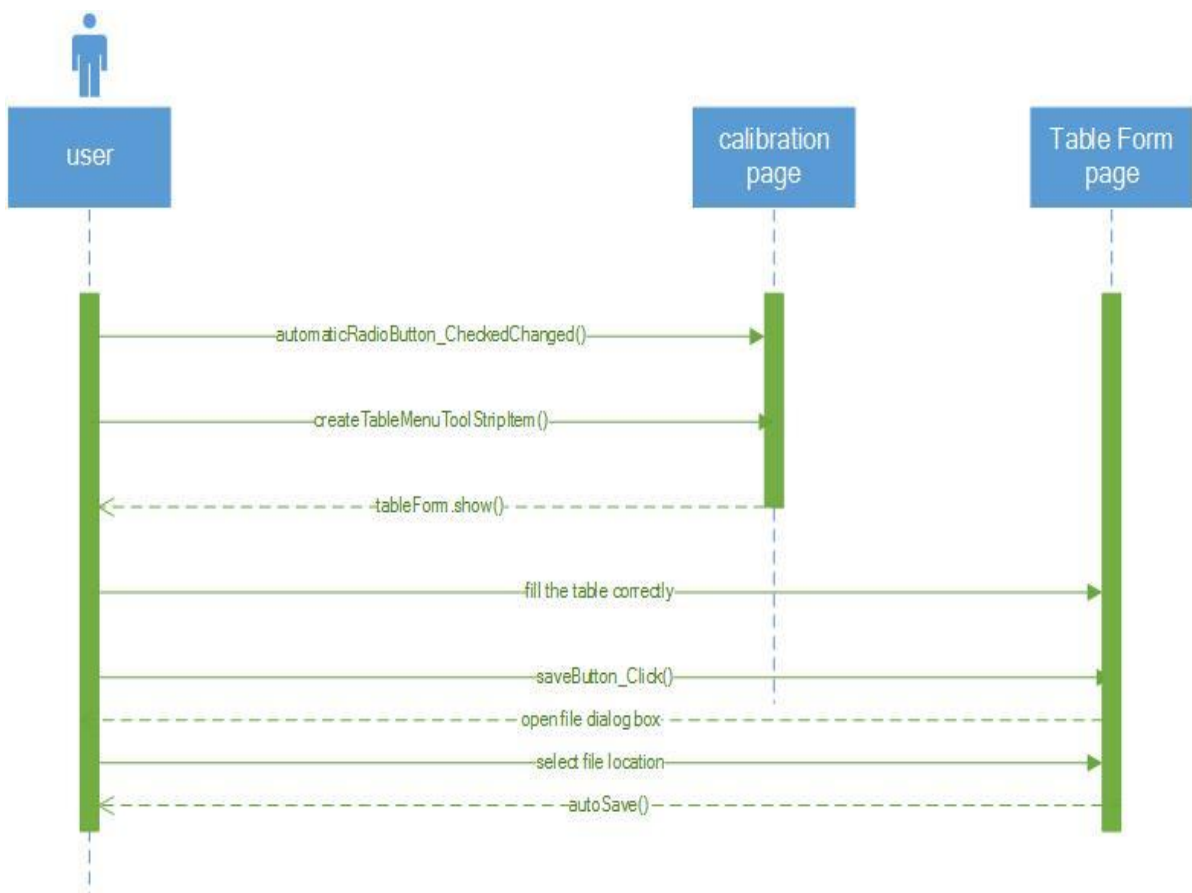 user
calibration
page
Table Form
page
automaticRadioButton_CheckedChanged()
createTableMenuToolStripItem()
tableForm.show()
fill the table correctly
saveButton_Click()
open file dialog box
select file location
autoSave()